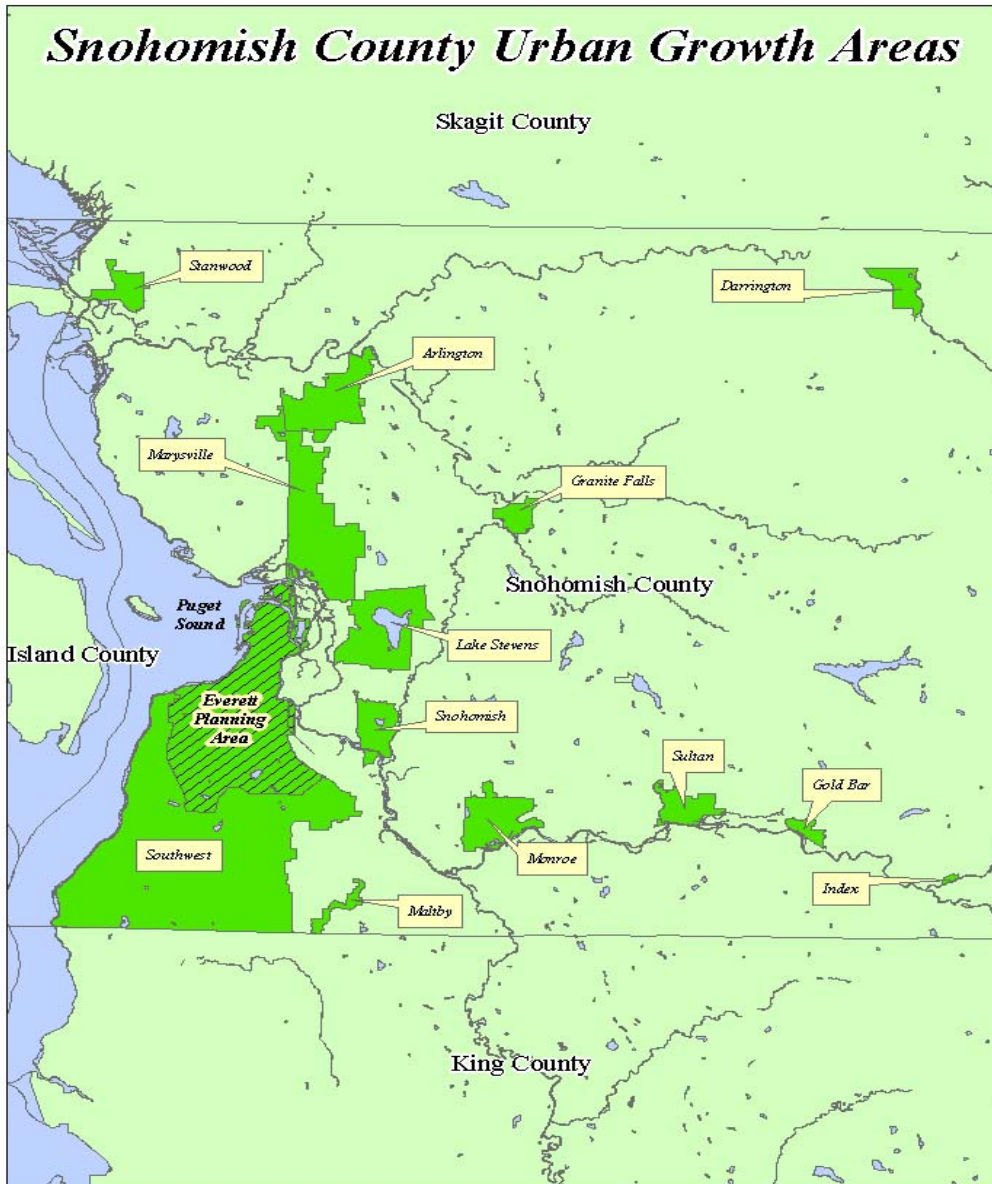 Snohomish County Urban Growth Areas
Skagit County
Stanwood
Darrington
Arlington
Marysville
Granite Falls
Snohomish County
Puget
Sound
Island County
Lake Stevens
Everett
Planning
Area
Snohomish
Sultan
Gold Bar
Southwest
Monroe
Index
Maltby
King County